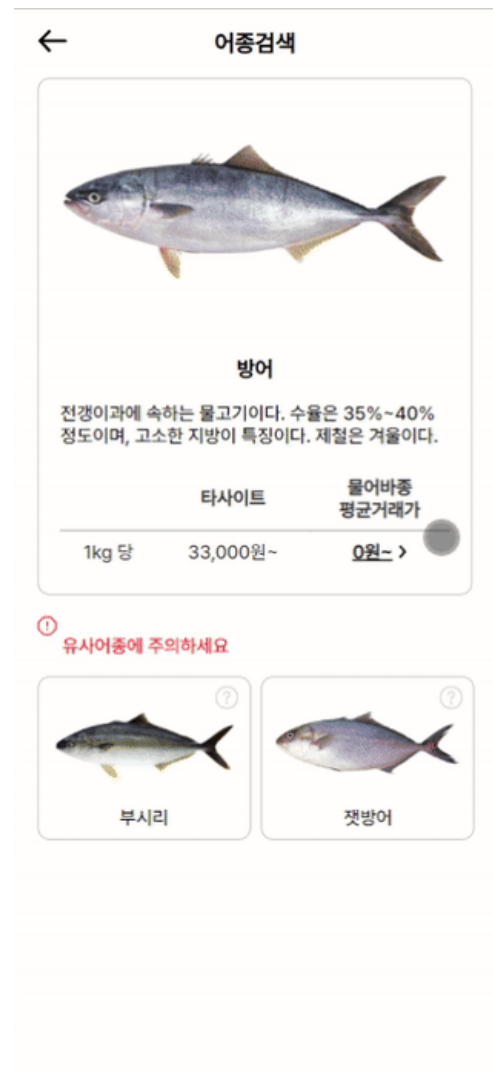 어종검색
방어
전갱이과에 속하는 물고기이다. 수율은 35%~40%
정도이며, 고소한 지방이 특징이다. 제철은 겨울이다.
타사이트 물어바종
평균거래가
1kg 당 33,000원~ 0원~ >
유사어종에 주의하세요
부시리 잿방어